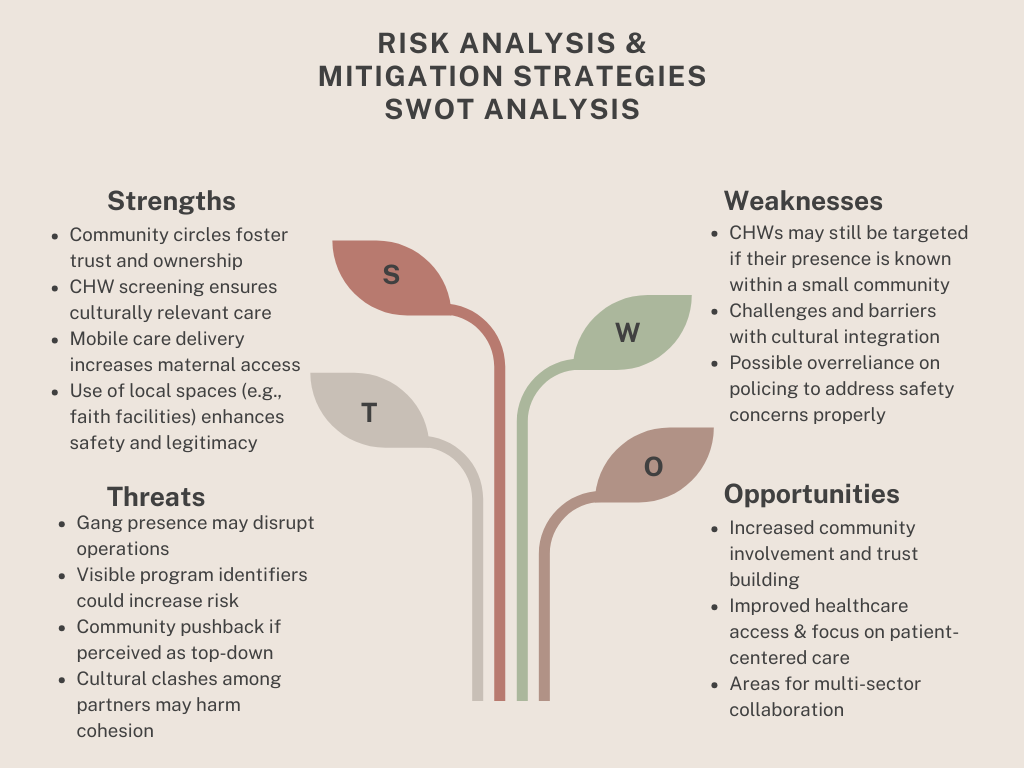 RISK ANALYSIS &
MITIGATION STRATEGIES
SWOT ANALYSIS
Strengths
• Community circles foster
trust and ownership
• CHW screening ensures
culturally relevant care
• Mobile care delivery
increases maternal access
• Use of local spaces (e.g.,
faith facilities) enhances
safety and legitimacy
Weaknesses
• CHWs may still be targeted
if their presence is known
within a small community
• Challenges and barriers
with cultural integration
• Possible overreliance on
policing to address safety
concerns properly
S
W
T
O
Threats
• Gang presence may disrupt
operations
• Visible program identifiers
could increase risk
• Community pushback if
perceived as top-down
• Cultural clashes among
partners may harm
cohesion
Opportunities
• Increased community
involvement and trust
building
• Improved healthcare
access & focus on patient-
centered care
• Areas for multi-sector
collaboration